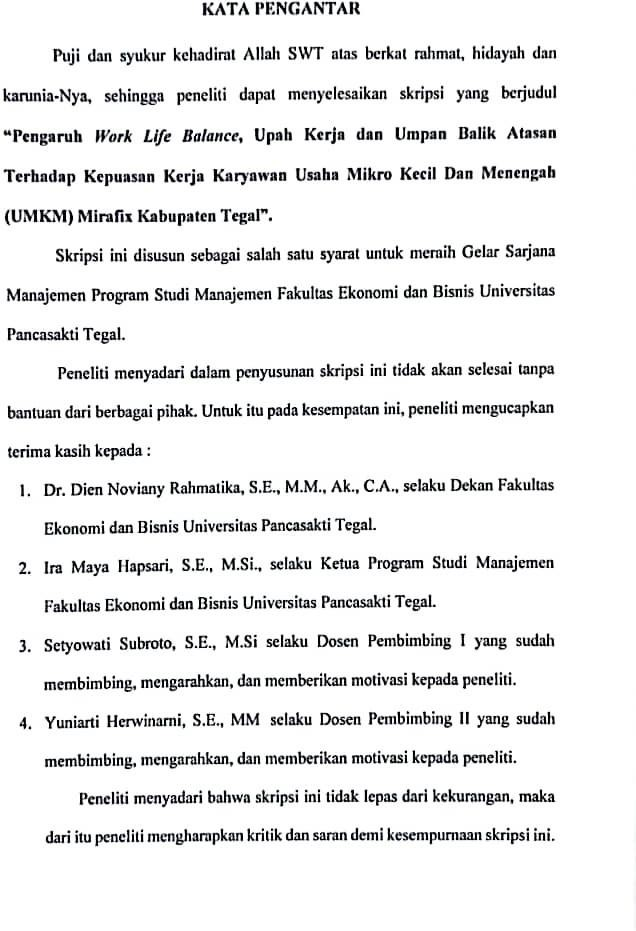 KATA PENGANTAR
Puji dan syukur kehadirat Allah SWT atas berkat rahmat, hidayah dan
karunia-Nya, sehingga peneliti dapat menyelesaikan skripsi yang berjudul
“Pengaruh Work Life Balance, Upah Kerja dan Umpan Balik Atasan
Terhadap Kepuasan Kerja Karyawan Usaha Mikro Kecil Dan Menengah
(UMKM) Mirafix Kabupaten Tegal”.
Skripsi ini disusun sebagai salah satu syarat untuk meraih Gelar Sarjana
Manajemen Program Studi Manajemen Fakultas Ekonomi dan Bisnis Universitas
Pancasakti Tegal.
Peneliti menyadari dalam penyusunan skripsi ini tidak akan selesai tanpa
bantuan dari berbagai pihak. Untuk itu pada kesempatan ini, peneliti mengucapkan
terima kasih kepada :
1. Dr. Dien Noviany Rahmatika, S.E., M.M., Ak., C.A., selaku Dekan Fakultas
Ekonomi dan Bisnis Universitas Pancasakti Tegal.
2. Ira Maya Hapsari, S.E., M.Si., selaku Ketua Program Studi Manajemen
Fakultas Ekonomi dan Bisnis Universitas Pancasakti Tegal.
3. Setyowati Subroto, S.E., M.Si selaku Dosen Pembimbing I yang sudah
membimbing, mengarahkan, dan memberikan motivasi kepada peneliti.
4. Yuniarti Herwinarni, S.E., MM selaku Dosen Pembimbing II yang sudah
membimbing, mengarahkan, dan memberikan motivasi kepada peneliti.
Peneliti menyadari bahwa skripsi ini tidak lepas dari kekurangan, maka
dari itu peneliti mengharapkan kritik dan saran demi kesempurnaan skripsi ini.